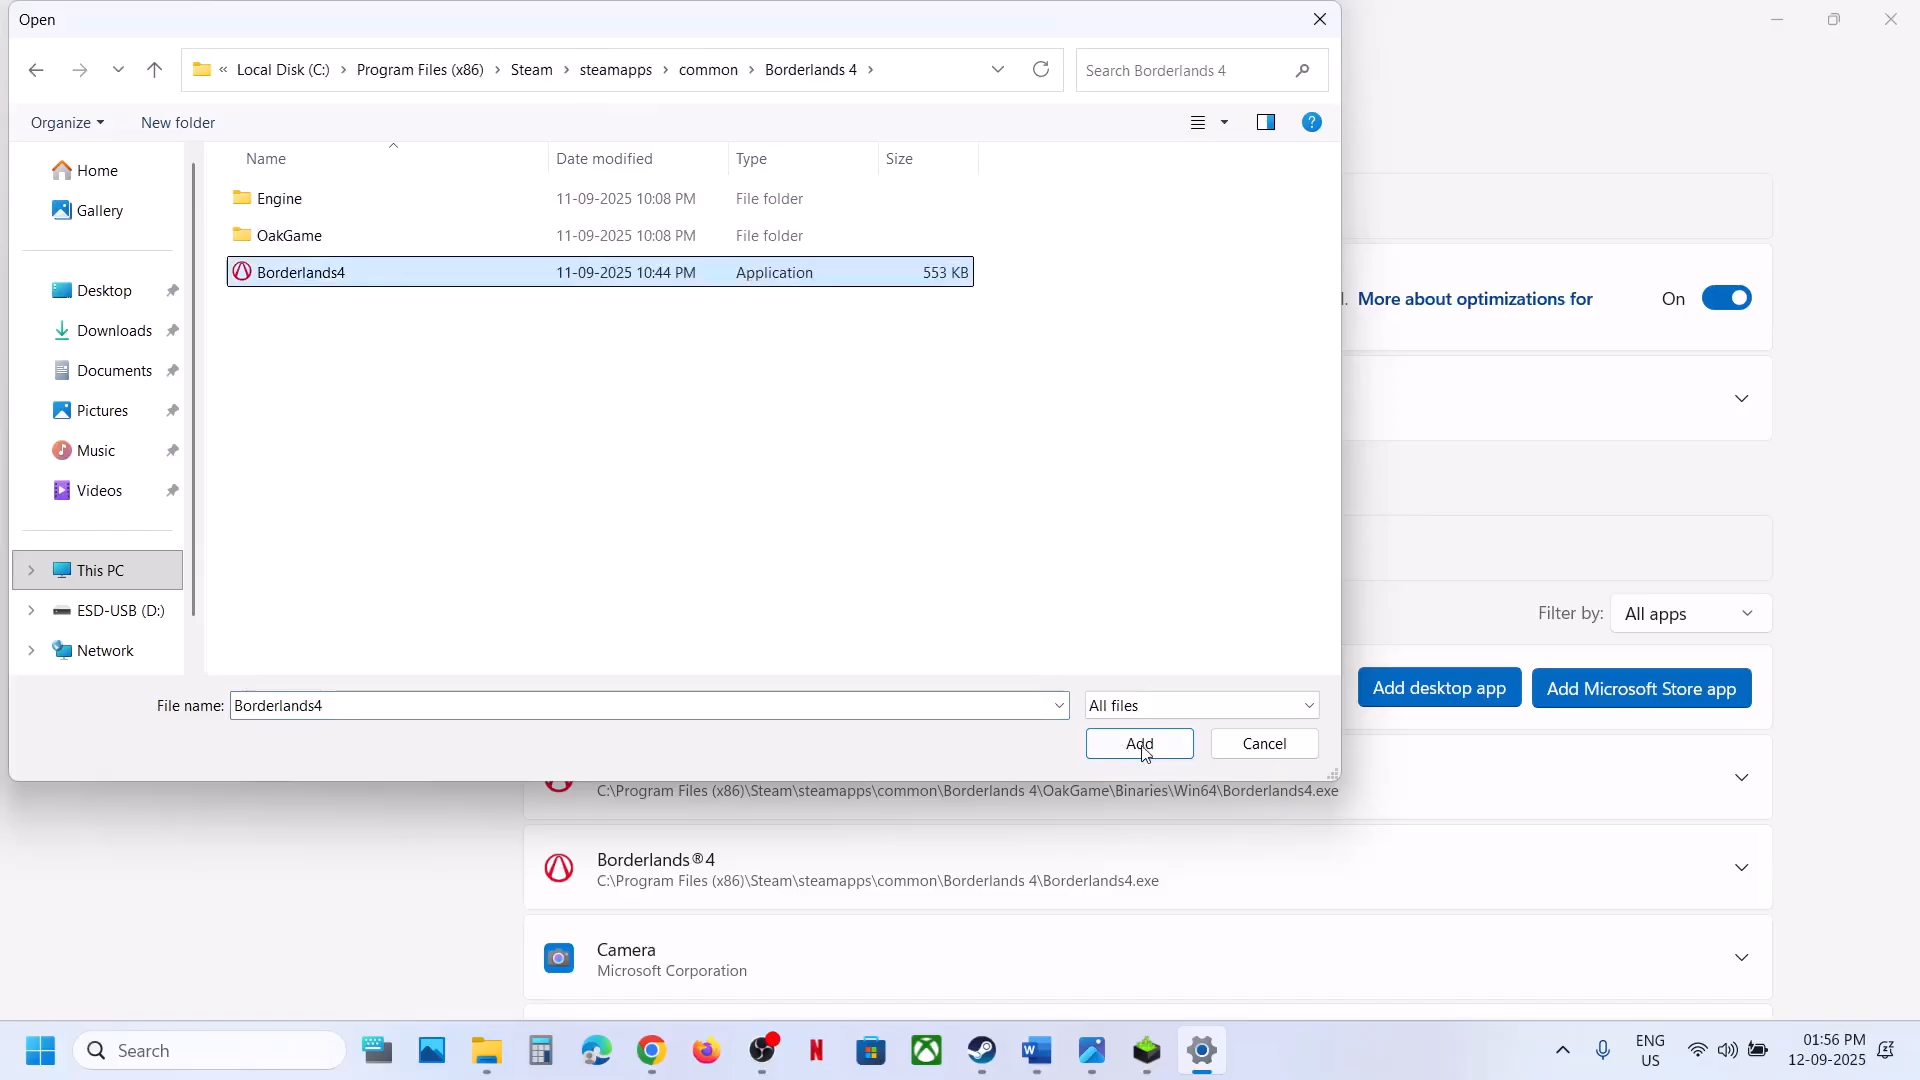 Open
« Local Disk (C:) › Program Files (x86) › Steam › steamapps › common › Borderlands 4 ›
Search Borderlands 4
Organize
New folder
Name
Date modified
Type
Size
Home
Gallery
Desktop
Downloads
Documents
Pictures
Music
Videos
This PC
ESD-USB (D:)
Network
Engine 11-09-2025 10:08 PM File folder
OakGame 11-09-2025 10:08 PM File folder
Borderlands4 11-09-2025 10:44 PM Application 553 KB
File name: Borderlands4
All files
Add
Cancel
More about optimizations for
On
Filter by: All apps
Add desktop app
Add Microsoft Store app
C:\Program Files (x86)\Steam\steamapps\common\Borderlands 4\OakGame\Binaries\Win64\Borderlands4.exe
Borderlands®4
C:\Program Files (x86)\Steam\steamapps\common\Borderlands 4\Borderlands4.exe
Camera
Microsoft Corporation
Search
ENG
US
01:56 PM
12-09-2025